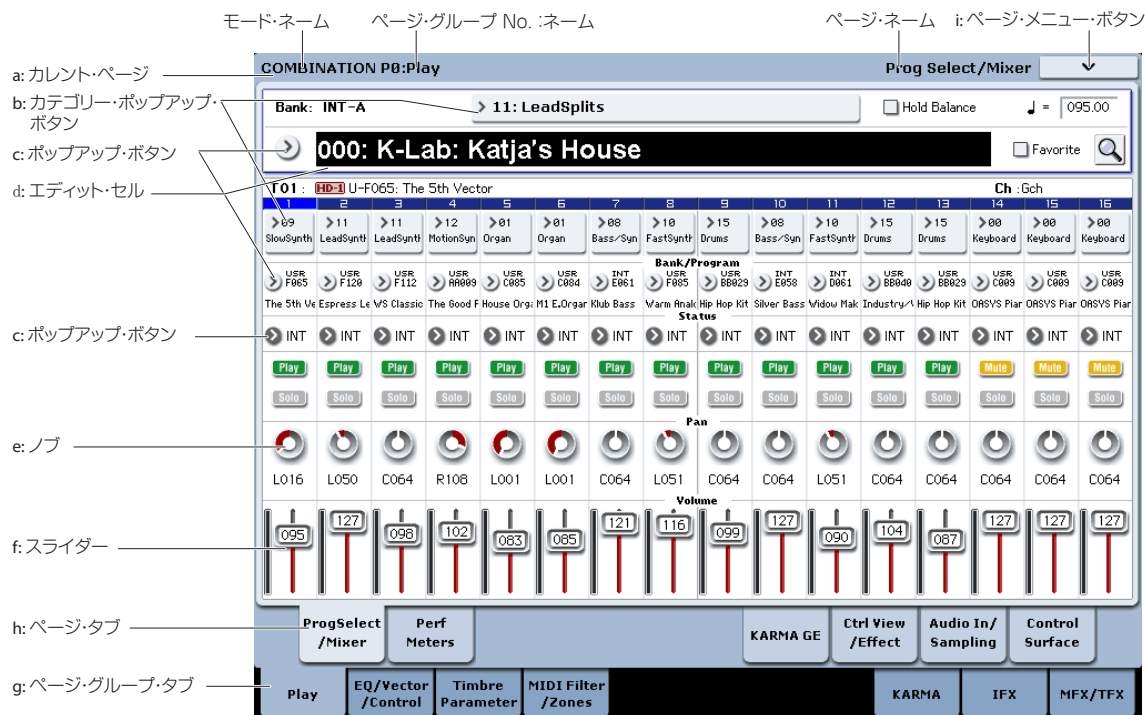 モード･ネーム ページ･グループ No. :ネーム ページ･ネーム i: ページ･メニュー･ボタン
a: カレント･ページ
COMBINATION P0:Play Prog Select/Mixer
b: カテゴリー･ポップアップ･
ボタン
Bank: INT-A 11: LeadSplits Hold Balance ♩ = 095.00
c: ポップアップ･ボタン
000: K-Lab: Katja's House Favorite
d: エディット･セル
T01 : HD-1 U-F065: The 5th Vector Ch :Gch
1 2 3 4 5 6 7 8 9 10 11 12 13 14 15 16
09 11 11 12 01 01 08 10 15 08 10 15 15 00 00 00
SlowSynth LeadSynth LeadSynth MotionSyn Organ Organ Bass/Syn FastSynth Drums Bass/Syn FastSynth Drums Drums Keyboard Keyboard Keyboard
Bank/Program
USR USR USR USR USR USR INT USR USR INT INT USR USR USR USR USR
F065 F120 F112 AA009 C085 C084 E111 F085 BB029 E058 D061 BB040 BB029 C009 C009 C009
The 5th Ve Espress Le WS Classic The Good F House Orga M1 E.Organ Klub Bass Warm Analo Hip Hop Kit Silver Bass Widow Mak Industry/ Hip Hop Kit OASYS Pian OASYS Pian OASYS Pian
Status
c: ポップアップ･ボタン
INT INT INT INT INT INT INT INT INT INT INT INT INT INT INT INT
Play Play Play Play Play Play Play Play Play Play Play Play Play Mute Mute Mute
Solo Solo Solo Solo Solo Solo Solo Solo Solo Solo Solo Solo Solo Solo Solo Solo
Pan
e: ノブ
L016 L050 C064 R108 L001 L001 C064 L051 C064 C064 L051 C064 C064 C064 C064 C064
Volume
095 127 098 102 083 085 121 116 099 127 090 104 087 127 127 127
f: スライダー
h: ページ･タブ
ProgSelect
/Mixer
Perf
Meters
KARMA GE
Ctrl View
/Effect
Audio In/
Sampling
Control
Surface
g: ページ･グループ･タブ
Play
EQ/Vector
/Control
Timbre
Parameter
MIDI Filter
/Zones
KARMA
IFX
MFX/TFX